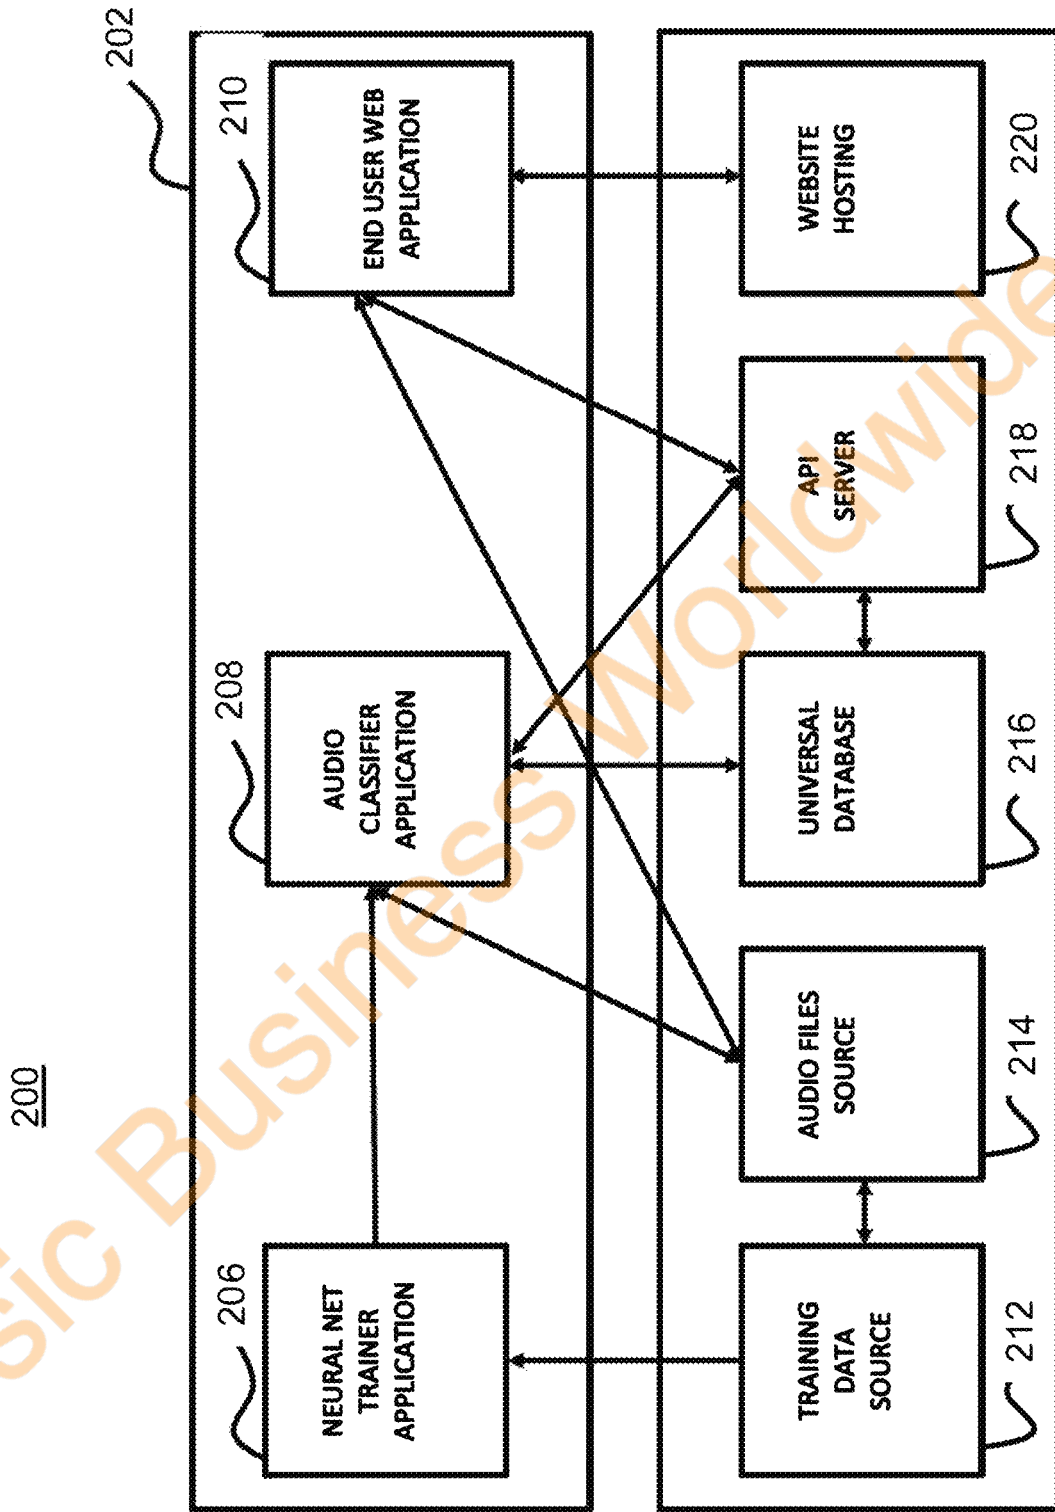 200
202
206
NEURAL NET
TRAINER
APPLICATION
208
AUDIO
CLASSIFIER
APPLICATION
210
END USER WEB
APPLICATION
TRAINING
DATA
SOURCE
212
AUDIO FILES
SOURCE
214
UNIVERSAL
DATABASE
216
API
SERVER
218
WEBSITE
HOSTING
220
Business Worldwide